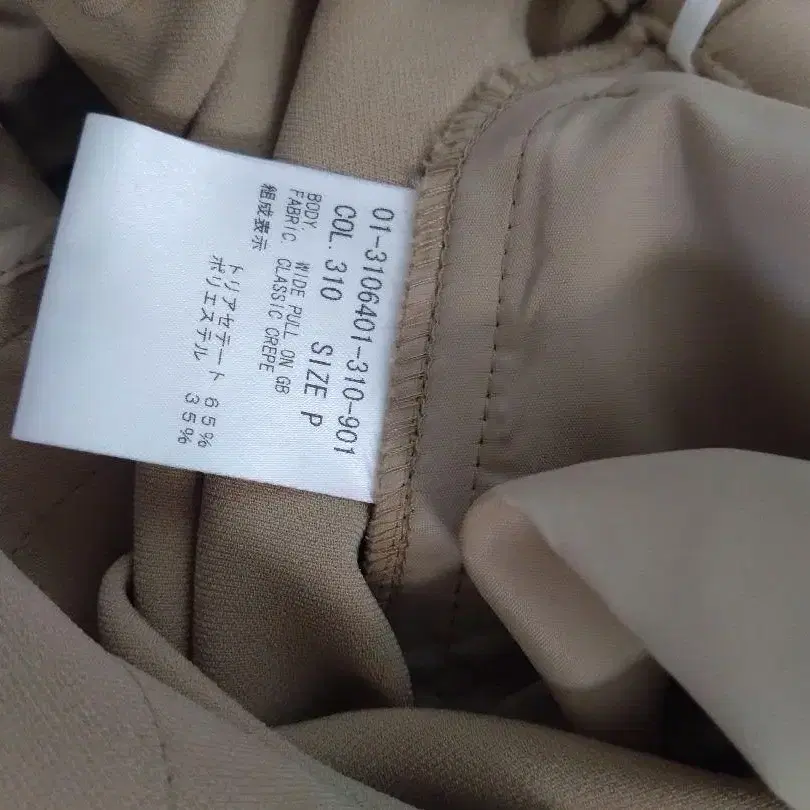 01-3106401-310-901
COL. 310 SIZE P
BODY WIDE PULL ON GB
FABRIC. CLASSIC CREPE
組成表示
トリアセテート 65%
ポリエステル 35%